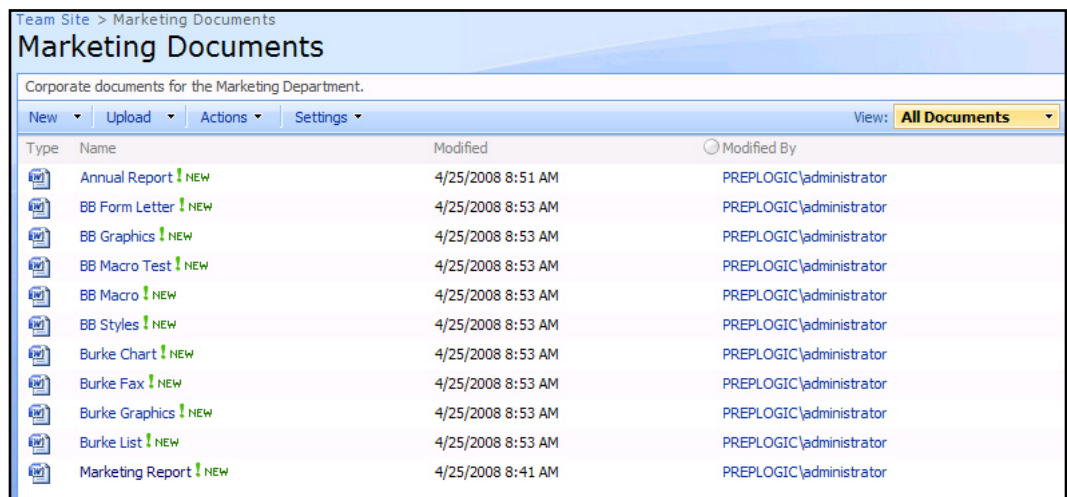 Team Site > Marketing Documents
Marketing Documents
Corporate documents for the Marketing Department.
New Upload Actions Settings View: All Documents
Type Name Modified Modified By
Annual Report ! NEW 4/25/2008 8:51 AM PREPLOGIC\administrator
BB Form Letter ! NEW 4/25/2008 8:53 AM PREPLOGIC\administrator
BB Graphics ! NEW 4/25/2008 8:53 AM PREPLOGIC\administrator
BB Macro Test ! NEW 4/25/2008 8:53 AM PREPLOGIC\administrator
BB Macro ! NEW 4/25/2008 8:53 AM PREPLOGIC\administrator
BB Styles ! NEW 4/25/2008 8:53 AM PREPLOGIC\administrator
Burke Chart ! NEW 4/25/2008 8:53 AM PREPLOGIC\administrator
Burke Fax ! NEW 4/25/2008 8:53 AM PREPLOGIC\administrator
Burke Graphics ! NEW 4/25/2008 8:53 AM PREPLOGIC\administrator
Burke List ! NEW 4/25/2008 8:53 AM PREPLOGIC\administrator
Marketing Report ! NEW 4/25/2008 8:41 AM PREPLOGIC\administrator